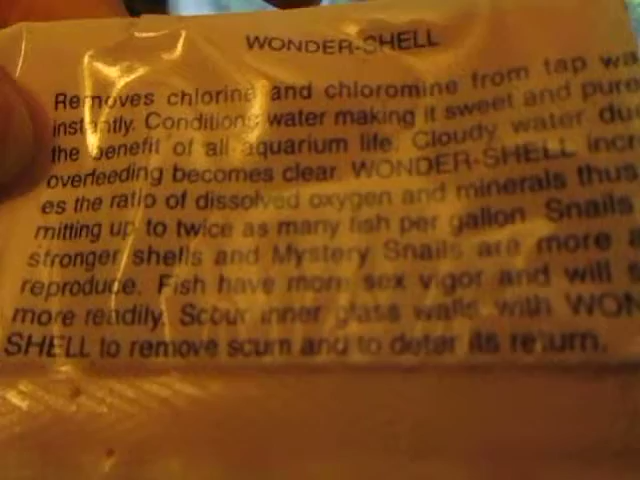 WONDER-SHELL
Removes chlorine and chloromine from tap wa
instantly. Conditions water making it sweet and pure
the benefit of all aquarium life. Cloudy water du
overfeeding becomes clear. WONDER-SHELL incr
es the ratio of dissolved oxygen and minerals thus
mitting up to twice as many fish per gallon. Snails
stronger shells and Mystery Snails are more
reproduce. Fish have more sex vigor and will
more readily. Scour inner glass walls with WON
SHELL to remove scum and to deter its return.